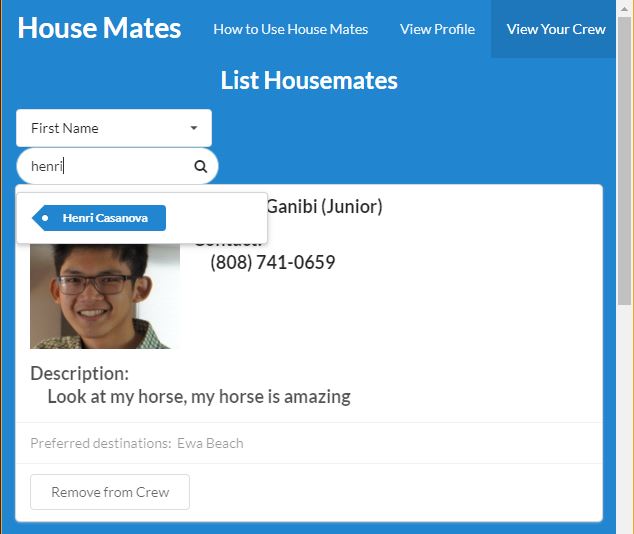 House Mates
How to Use House Mates
View Profile
View Your Crew
List Housemates
First Name
henri
Henri Casanova
Ganibi (Junior)
(808) 741-0659
Description:
Look at my horse, my horse is amazing
Preferred destinations: Ewa Beach
Remove from Crew